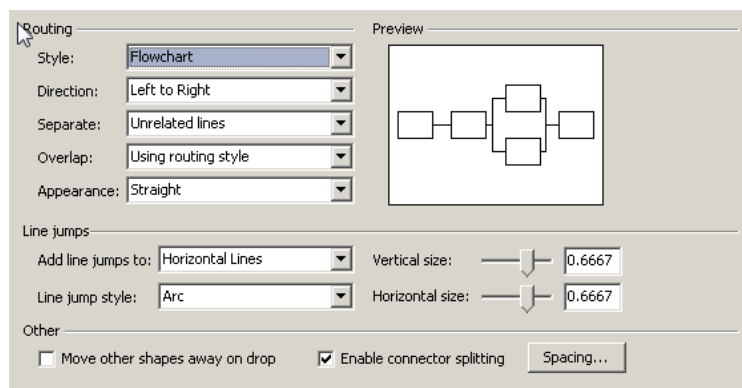 Routing
Style: Flowchart
Direction: Left to Right
Separate: Unrelated lines
Overlap: Using routing style
Appearance: Straight
Preview
Line jumps
Add line jumps to: Horizontal Lines
Vertical size: 0.6667
Line jump style: Arc
Horizontal size: 0.6667
Other
Move other shapes away on drop
Enable connector splitting
Spacing...